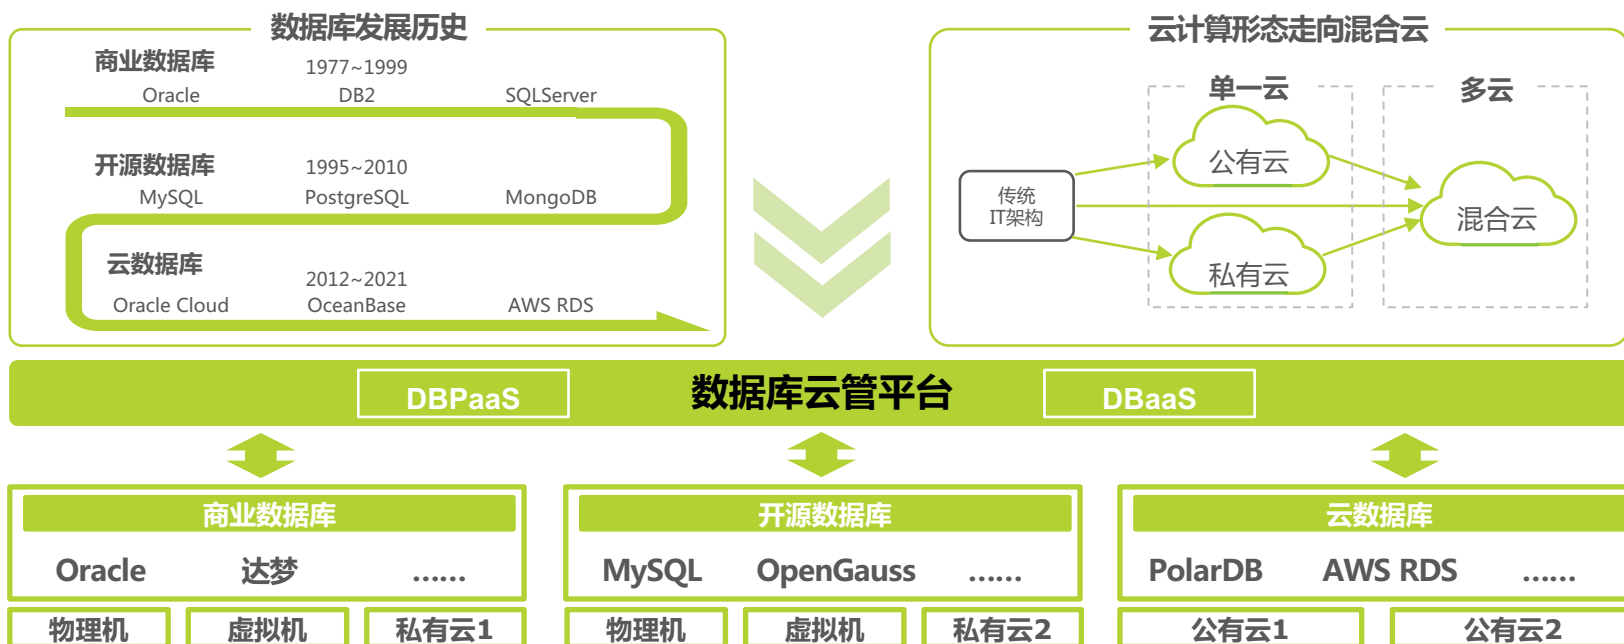 数据库发展历史
商业数据库
1977~1999
Oracle
DB2
SQLServer
开源数据库
1995~2010
MySQL
PostgreSQL
MongoDB
云数据库
2012~2021
Oracle Cloud
OceanBase
AWS RDS
云计算形态走向混合云
单一云
多云
传统
IT架构
公有云
私有云
混合云
DBPaaS
数据库云管平台
DBaaS
商业数据库
Oracle
达梦
……
物理机
虚拟机
私有云1
开源数据库
MySQL
OpenGauss
……
物理机
虚拟机
私有云2
云数据库
PolarDB
AWS RDS
……
公有云1
公有云2